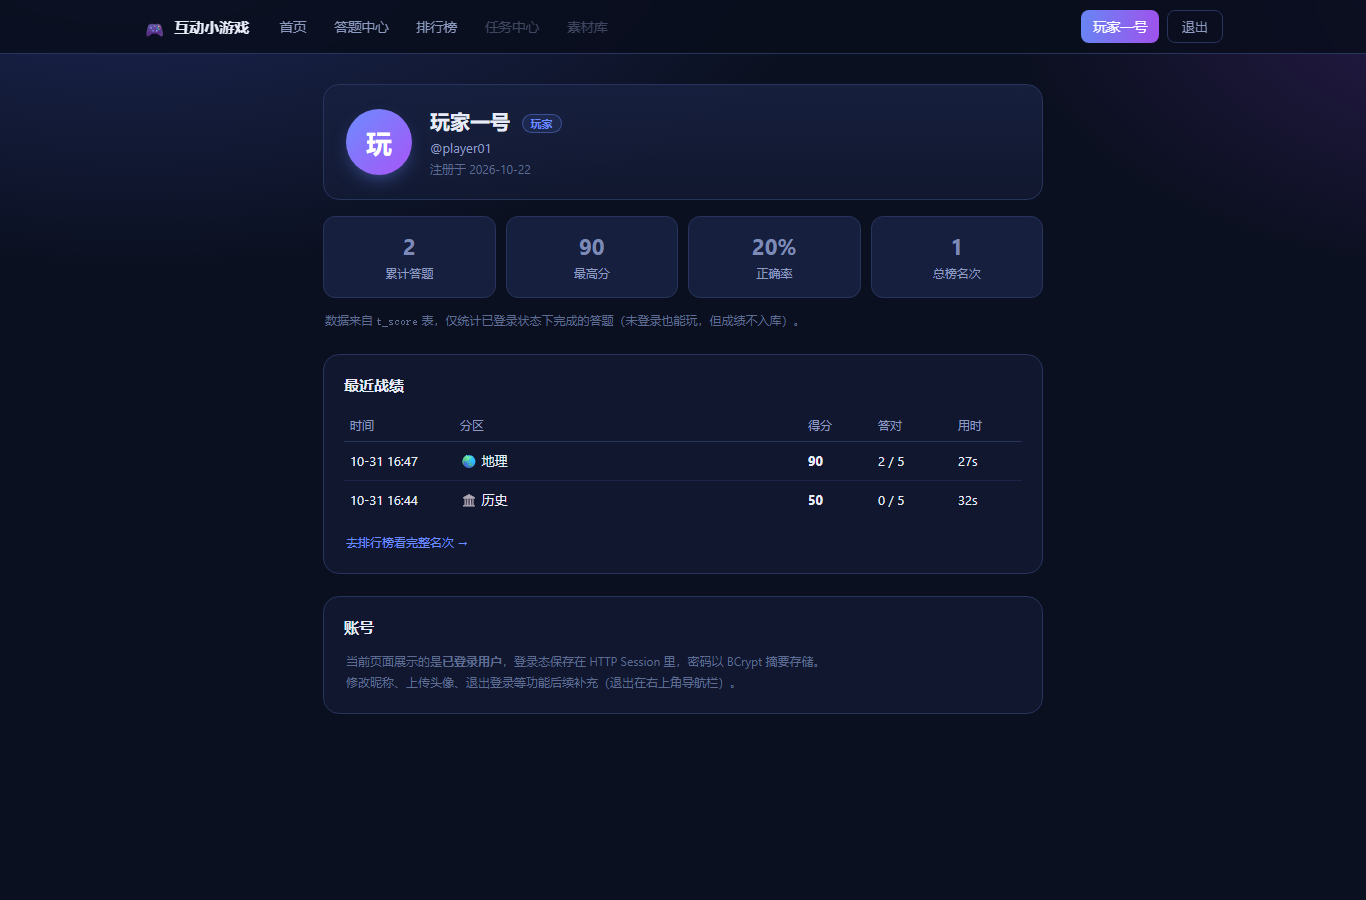 互动小游戏 首页 答题中心 排行榜 任务中心 素材库 玩家一号 退出
玩
玩家一号 玩家
@player01
注册于 2026-10-22
2 90 20% 1
累计答题 最高分 正确率 总榜名次
数据来自 t_score 表，仅统计已登录状态下完成的答题（未登录也能玩，但成绩不入库）。
最近战绩
时间 分区 得分 答对 用时
10-31 16:47 地理 90 2 / 5 27s
10-31 16:44 历史 50 0 / 5 32s
去排行榜看完整名次 →
账号
当前页面展示的是已登录用户，登录态保存在 HTTP Session 里，密码以 BCrypt 摘要存储。
修改昵称、上传头像、退出登录等功能后续补充（退出在右上角导航栏）。